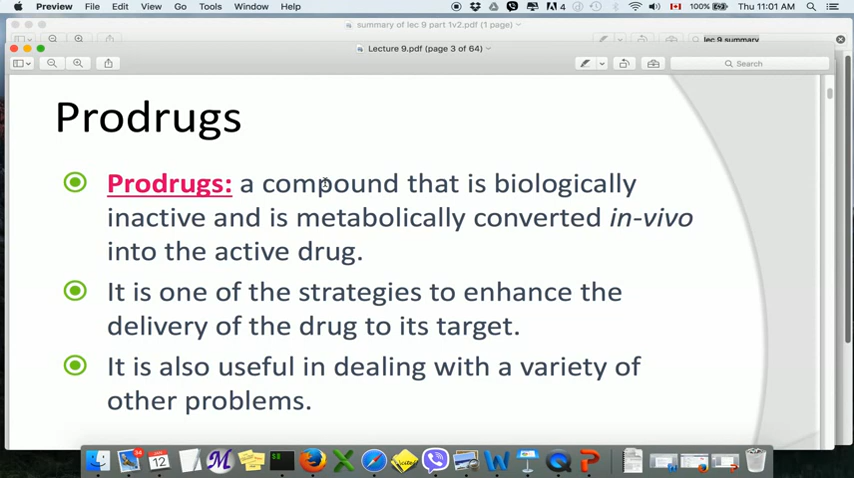 Preview File Edit View Go Tools Window Help 4 100% Thu 11:01 AM
summary of lec 9 part 1v2.pdf (1 page)
lec 9 summary
Lecture 9.pdf (page 3 of 64)
Search
Prodrugs
Prodrugs: a compound that is biologically
inactive and is metabolically converted in-vivo
into the active drug.
It is one of the strategies to enhance the
delivery of the drug to its target.
It is also useful in dealing with a variety of
other problems.